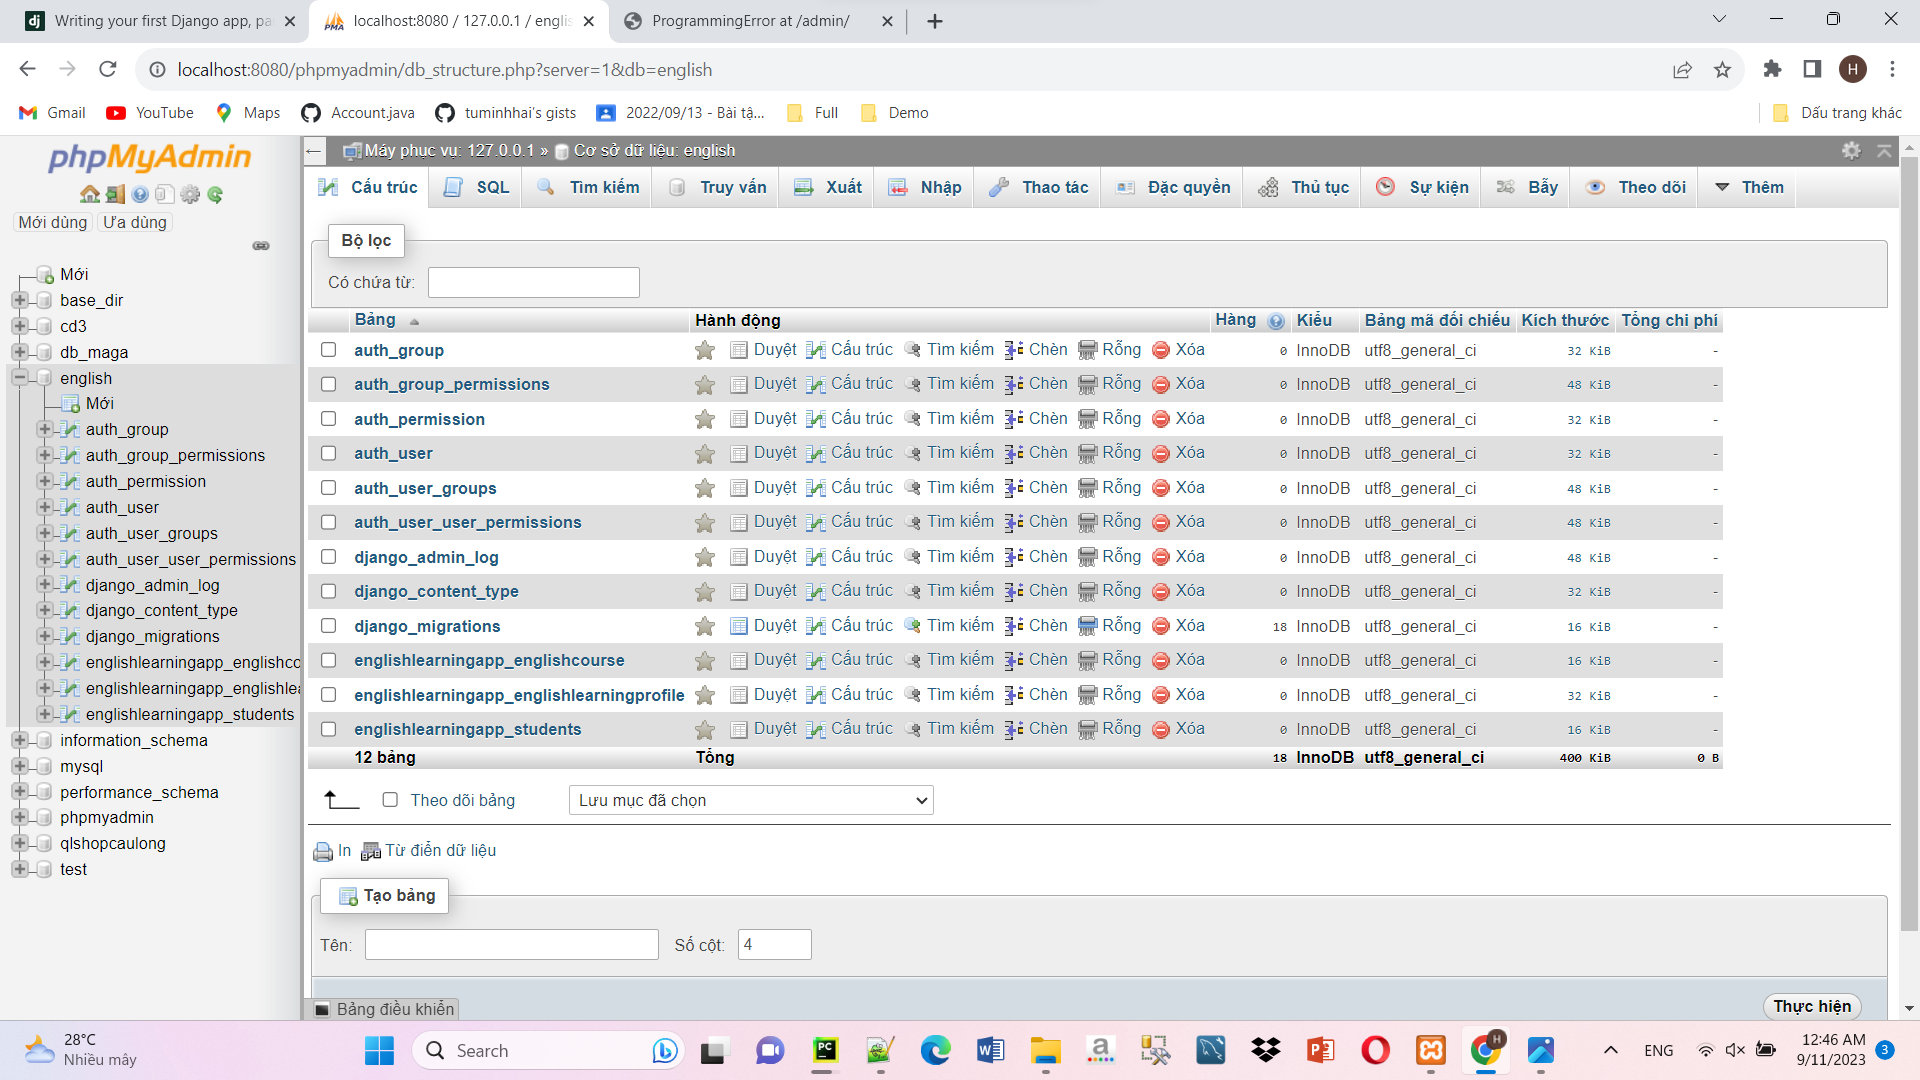 Writing your first Django app, pa
localhost:8080 / 127.0.0.1 / englis
ProgrammingError at /admin/
localhost:8080/phpmyadmin/db_structure.php?server=1&db=english
H
Gmail
YouTube
Maps
Account.java
tuminhhai's gists
2022/09/13 - Bài tậ...
Full
Demo
Dấu trang khác
phpMyAdmin
Mới dùng
Ưa dùng
Mới
base_dir
cd3
db_maga
english
Mới
auth_group
auth_group_permissions
auth_permission
auth_user
auth_user_groups
auth_user_user_permissions
django_admin_log
django_content_type
django_migrations
englishlearningapp_englishco
englishlearningapp_englishlea
englishlearningapp_students
information_schema
mysql
performance_schema
phpmyadmin
qlshopcaulong
test
Máy phục vụ: 127.0.0.1 » Cơ sở dữ liệu: english
Cấu trúc SQL Tìm kiếm Truy vấn Xuất Nhập Thao tác Đặc quyền Thủ tục Sự kiện Bẫy Theo dõi Thêm
Bộ lọc
Có chứa từ:
Bảng Hành động Hàng Kiểu Bảng mã đối chiếu Kích thước Tổng chi phí
auth_group Duyệt Cấu trúc Tìm kiếm Chèn Rỗng Xóa 0 InnoDB utf8_general_ci 32 KiB -
auth_group_permissions Duyệt Cấu trúc Tìm kiếm Chèn Rỗng Xóa 0 InnoDB utf8_general_ci 48 KiB -
auth_permission Duyệt Cấu trúc Tìm kiếm Chèn Rỗng Xóa 0 InnoDB utf8_general_ci 32 KiB -
auth_user Duyệt Cấu trúc Tìm kiếm Chèn Rỗng Xóa 0 InnoDB utf8_general_ci 32 KiB -
auth_user_groups Duyệt Cấu trúc Tìm kiếm Chèn Rỗng Xóa 0 InnoDB utf8_general_ci 48 KiB -
auth_user_user_permissions Duyệt Cấu trúc Tìm kiếm Chèn Rỗng Xóa 0 InnoDB utf8_general_ci 48 KiB -
django_admin_log Duyệt Cấu trúc Tìm kiếm Chèn Rỗng Xóa 0 InnoDB utf8_general_ci 48 KiB -
django_content_type Duyệt Cấu trúc Tìm kiếm Chèn Rỗng Xóa 0 InnoDB utf8_general_ci 32 KiB -
django_migrations Duyệt Cấu trúc Tìm kiếm Chèn Rỗng Xóa 18 InnoDB utf8_general_ci 16 KiB -
englishlearningapp_englishcourse Duyệt Cấu trúc Tìm kiếm Chèn Rỗng Xóa 0 InnoDB utf8_general_ci 16 KiB -
englishlearningapp_englishlearningprofile Duyệt Cấu trúc Tìm kiếm Chèn Rỗng Xóa 0 InnoDB utf8_general_ci 32 KiB -
englishlearningapp_students Duyệt Cấu trúc Tìm kiếm Chèn Rỗng Xóa 0 InnoDB utf8_general_ci 16 KiB -
12 bảng Tổng 18 InnoDB utf8_general_ci 400 KiB 0 B
Theo dõi bảng
Lưu mục đã chọn
In Từ điển dữ liệu
Tạo bảng
Tên:
Số cột: 4
Bảng điều khiển
Thực hiện
28°C
Nhiều mây
Search
ENG
12:46 AM
9/11/2023
3